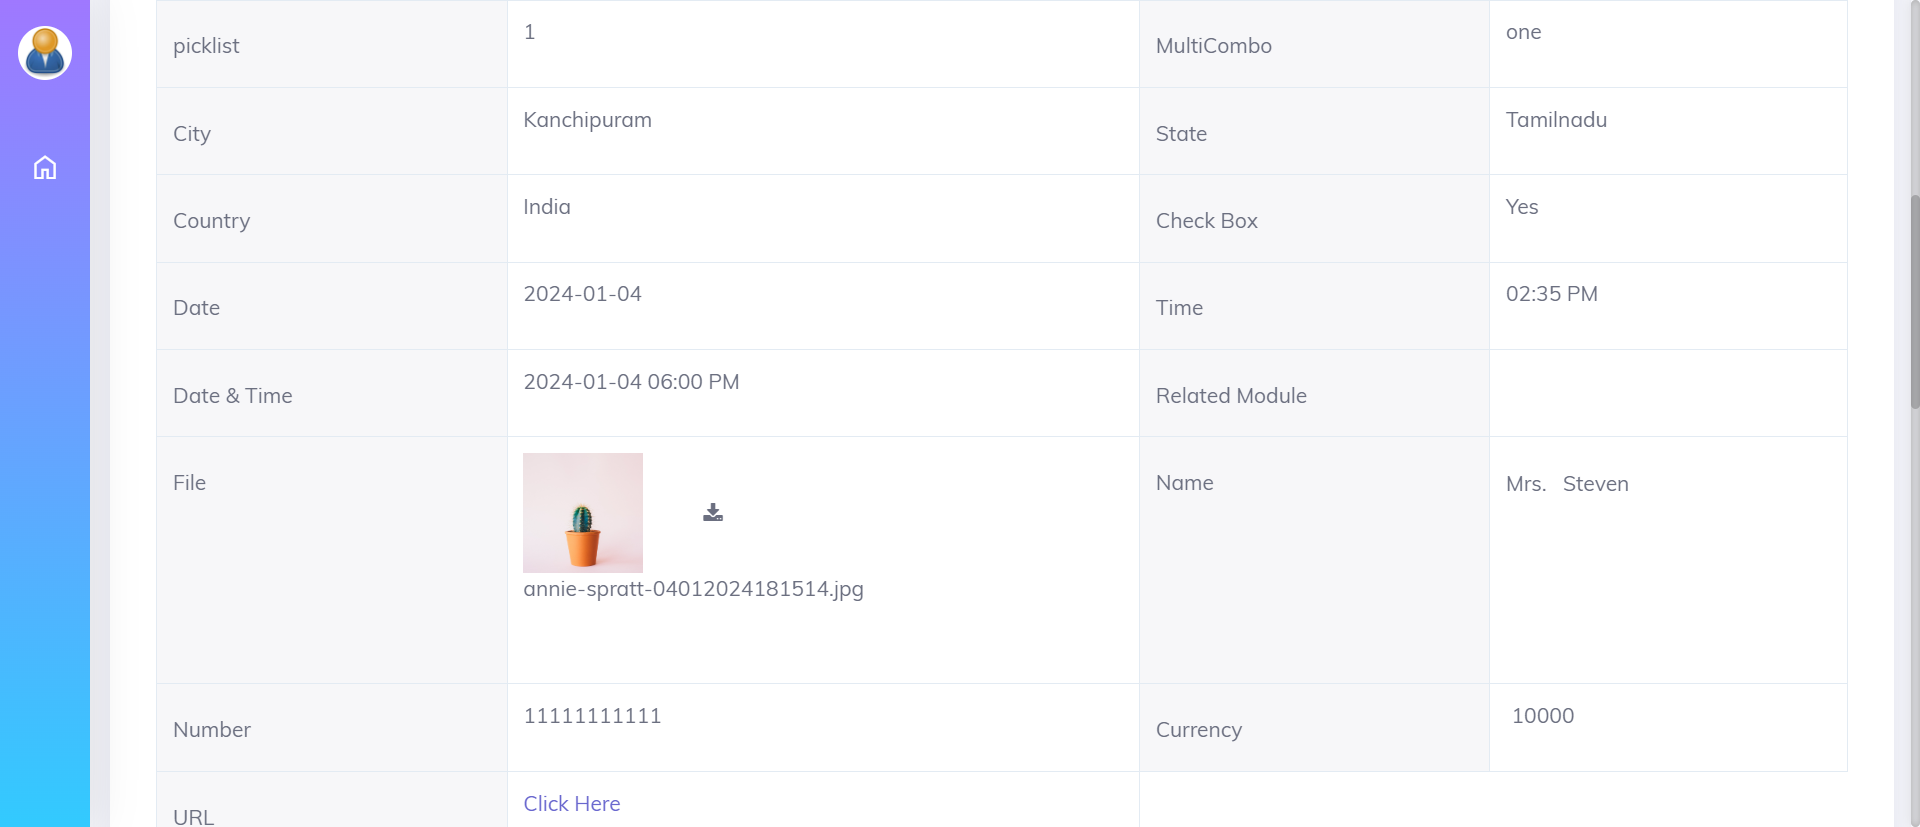 picklist 1 MultiCombo one
City Kanchipuram State Tamilnadu
Country India Check Box Yes
Date 2024-01-04 Time 02:35 PM
Date & Time 2024-01-04 06:00 PM Related Module
File Name Mrs. Steven
annie-spratt-04012024181514.jpg
Number 11111111111 Currency 10000
URL Click Here